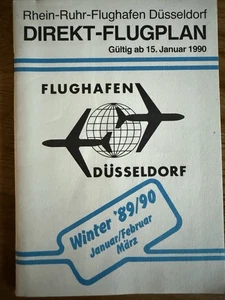 Rhein-Ruhr-Flughafen Düsseldorf
DIREKT-FLUGPLAN
Gültig ab 15. Januar 1990
FLUGHAFEN
DÜSSELDORF
Winter '89/90
Januar/Februar
März